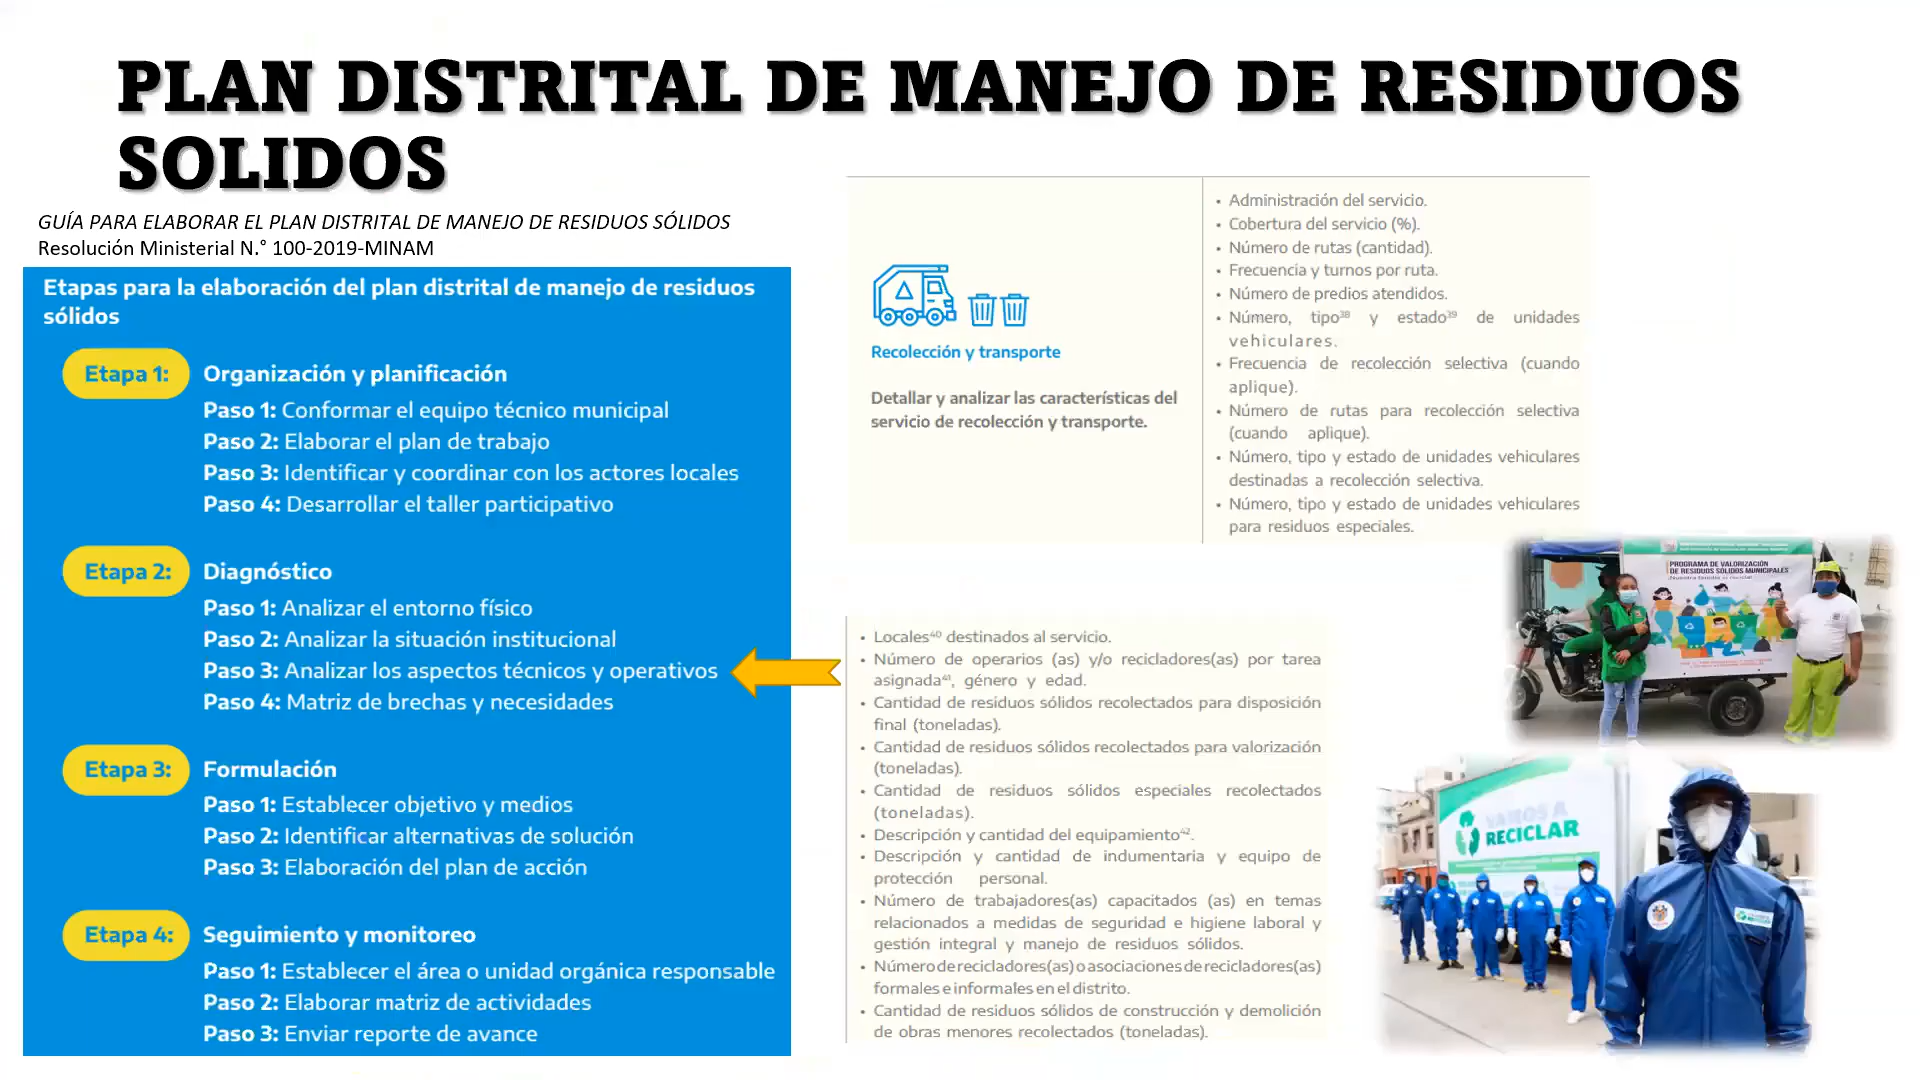 PLAN DISTRITAL DE MANEJO DE RESIDUOS
SOLIDOS
GUÍA PARA ELABORAR EL PLAN DISTRITAL DE MANEJO DE RESIDUOS SÓLIDOS
Resolución Ministerial N.° 100-2019-MINAM
Etapas para la elaboración del plan distrital de manejo de residuos
sólidos
Etapa 1: Organización y planificación
Paso 1: Conformar el equipo técnico municipal
Paso 2: Elaborar el plan de trabajo
Paso 3: Identificar y coordinar con los actores locales
Paso 4: Desarrollar el taller participativo
Etapa 2: Diagnóstico
Paso 1: Analizar el entorno físico
Paso 2: Analizar la situación institucional
Paso 3: Analizar los aspectos técnicos y operativos
Paso 4: Matriz de brechas y necesidades
Etapa 3: Formulación
Paso 1: Establecer objetivo y medios
Paso 2: Identificar alternativas de solución
Paso 3: Elaboración del plan de acción
Etapa 4: Seguimiento y monitoreo
Paso 1: Establecer el área o unidad orgánica responsable
Paso 2: Elaborar matriz de actividades
Paso 3: Enviar reporte de avance
Recolección y transporte
Detallar y analizar las características del
servicio de recolección y transporte.
• Administración del servicio.
• Cobertura del servicio (%).
• Número de rutas (cantidad).
• Frecuencia y turnos por ruta.
• Número de predios atendidos.
• Número, tipo³⁸ y estado³⁹ de unidades
vehiculares.
• Frecuencia de recolección selectiva (cuando
aplique).
• Número de rutas para recolección selectiva
(cuando aplique).
• Número, tipo y estado de unidades vehiculares
destinadas a recolección selectiva.
• Número, tipo y estado de unidades vehiculares
para residuos especiales.
• Locales⁴⁰ destinados al servicio.
• Número de operarios (as) y/o recicladores(as) por tarea
asignada⁴¹, género y edad.
• Cantidad de residuos sólidos recolectados para disposición
final (toneladas).
• Cantidad de residuos sólidos recolectados para valorización
(toneladas).
• Cantidad de residuos sólidos especiales recolectados
(toneladas).
• Descripción y cantidad del equipamiento⁴².
• Descripción y cantidad de indumentaria y equipo de
protección personal.
• Número de trabajadores(as) capacitados (as) en temas
relacionados a medidas de seguridad e higiene laboral y
gestión integral y manejo de residuos sólidos.
• Número de recicladores(as) o asociaciones de recicladores(as)
formales e informales en el distrito.
• Cantidad de residuos sólidos de construcción y demolición
de obras menores recolectados (toneladas).
PROGRAMA DE VALORIZACIÓN
DE RESIDUOS SÓLIDOS MUNICIPALES
VAMOS A
RECICLAR